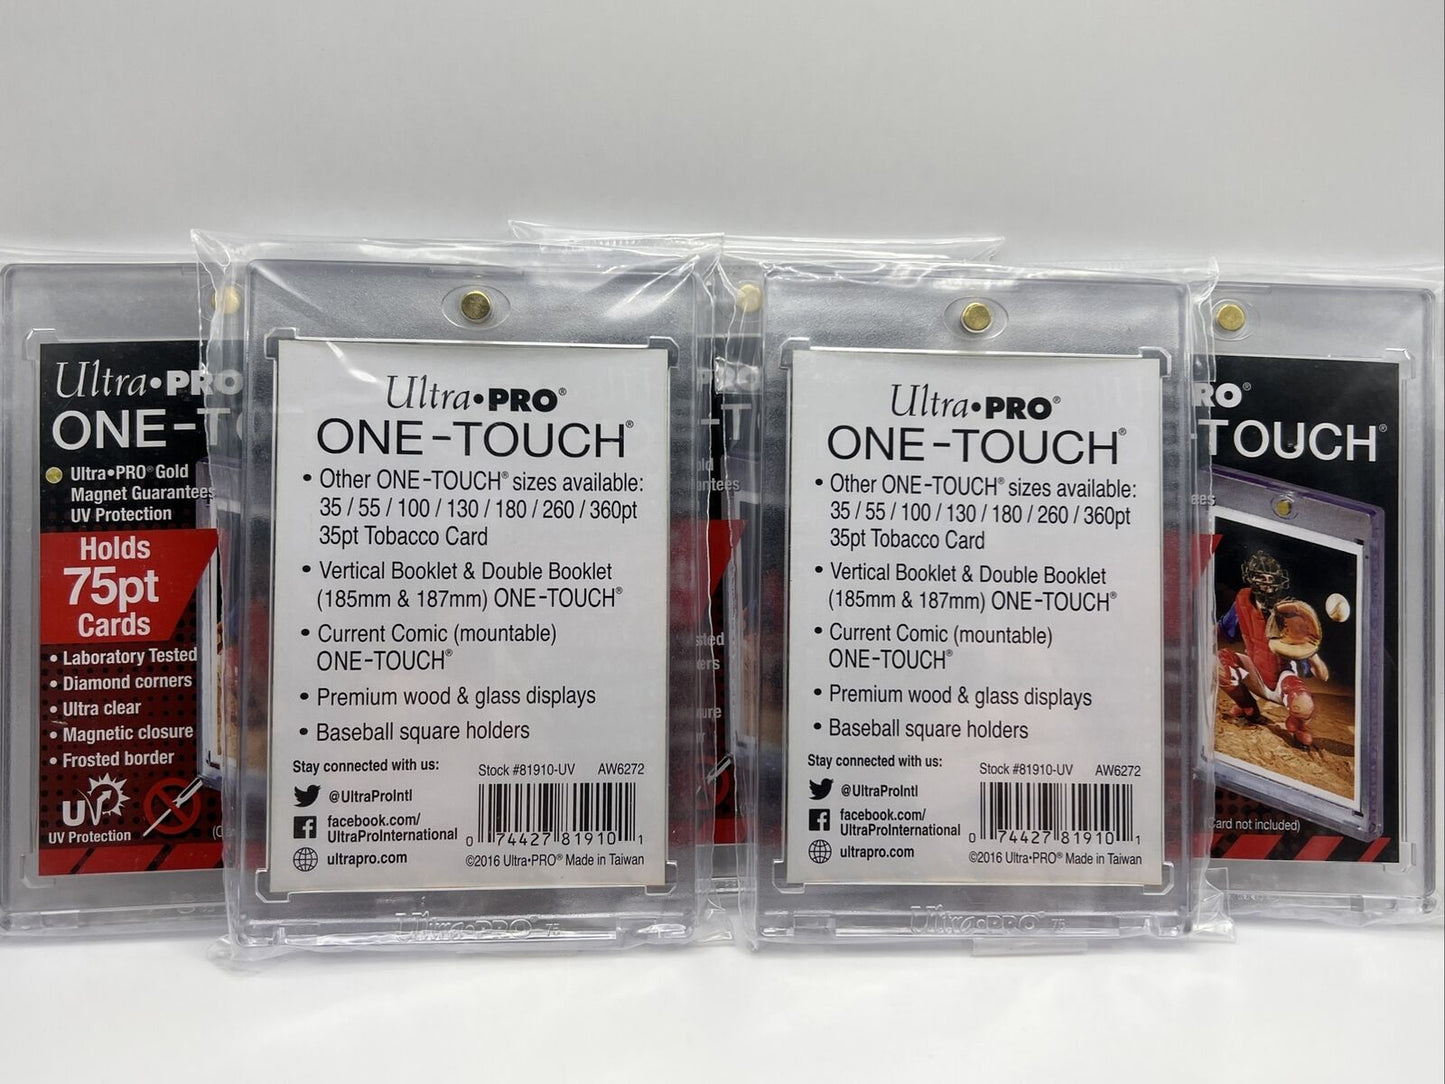 Ultra•PRO
ONE-TO
Ultra•PRO® Gold
Magnet Guarantees
UV Protection
Holds
75pt
Cards
• Laboratory Tested
• Diamond corners
• Ultra clear
• Magnetic closure
• Frosted border
UV
UV Protection
Ultra•PRO®
ONE-TOUCH®
• Other ONE-TOUCH® sizes available:
35 / 55 / 100 / 130 / 180 / 260 / 360pt
35pt Tobacco Card
• Vertical Booklet & Double Booklet
(185mm & 187mm) ONE-TOUCH®
• Current Comic (mountable)
ONE-TOUCH®
• Premium wood & glass displays
• Baseball square holders
Stay connected with us:
@UltraProIntl
facebook.com/
UltraProInternational
ultrapro.com
Stock #81910-UV AW6272
0 74427 81910 1
©2016 Ultra•PRO® Made in Taiwan
Ultra•PRO® 75
Ultra•PRO®
ONE-TOUCH®
• Other ONE-TOUCH® sizes available:
35 / 55 / 100 / 130 / 180 / 260 / 360pt
35pt Tobacco Card
• Vertical Booklet & Double Booklet
(185mm & 187mm) ONE-TOUCH®
• Current Comic (mountable)
ONE-TOUCH®
• Premium wood & glass displays
• Baseball square holders
Stay connected with us:
@UltraProIntl
facebook.com/
UltraProInternational
ultrapro.com
Stock #81910-UV AW6272
0 74427 81910 1
©2016 Ultra•PRO® Made in Taiwan
Ultra•PRO® 75
RO®
TOUCH®
Card not included)